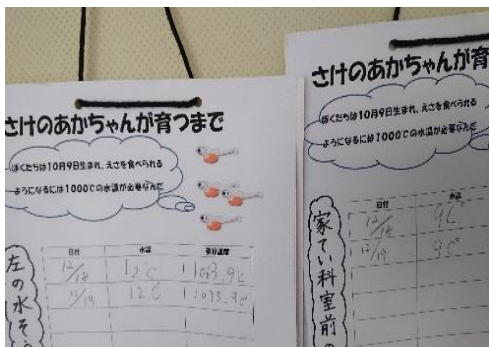 さけのあかちゃんが育つまで
ぼくたちは10月9日生まれ、えさを食べられる
ようになるには1000℃の水温が必要なんだ
左の水そう
日付 水温 積算温度
12/18 12℃ 1083.9℃
12/19 12℃ 1095.9℃
さけのあかちゃんが育
ぼくたちは10月9日生まれ、えさを食べられる
ようになるには1000℃の水温が必要なんだ
家てい科室前の
日付 水温
12/18 9℃
12/19 9℃